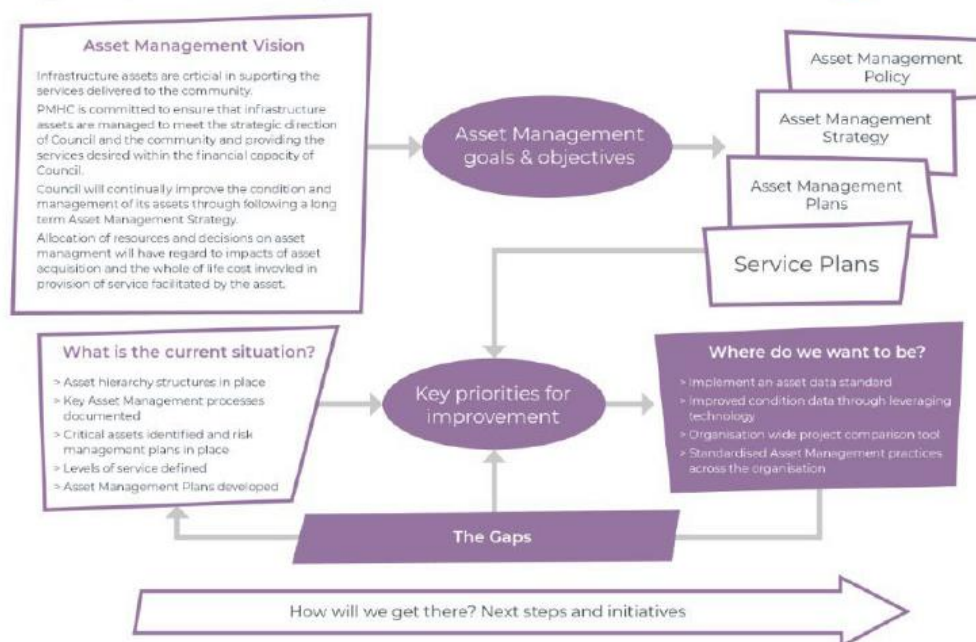 Asset Management Vision
Infrastructure assets are crticial in suporting the
services delivered to the community.
PMHC is committed to ensure that infrastructure
assets are managed to meet the strategic direction
of Council and the community and providing the
services desired within the financial capacity of
Council.
Council will continually improve the condition and
management of its assets through following a long
term Asset Management Strategy.
Allocation of resources and decisions on asset
managment will have regard to impacts of asset
acquisition and the whole of life cost invovled in
provision of service facilitated by the asset.
Asset Management
goals & objectives
Asset Management
Policy
Asset Management
Strategy
Asset Management
Plans
Service Plans
What is the current situation?
> Asset hierarchy structures in place
> Key Asset Management processes
documented
> Critical assets identified and risk
management plans in place
> Levels of service defined
> Asset Management Plans developed
Key priorities for
improvement
Where do we want to be?
> Implement an asset data standard
> Improved condition data through leveraging
technology
> Organisation wide project comparison tool
> Standardised Asset Management practices
across the organisation
The Gaps
How will we get there? Next steps and initiatives